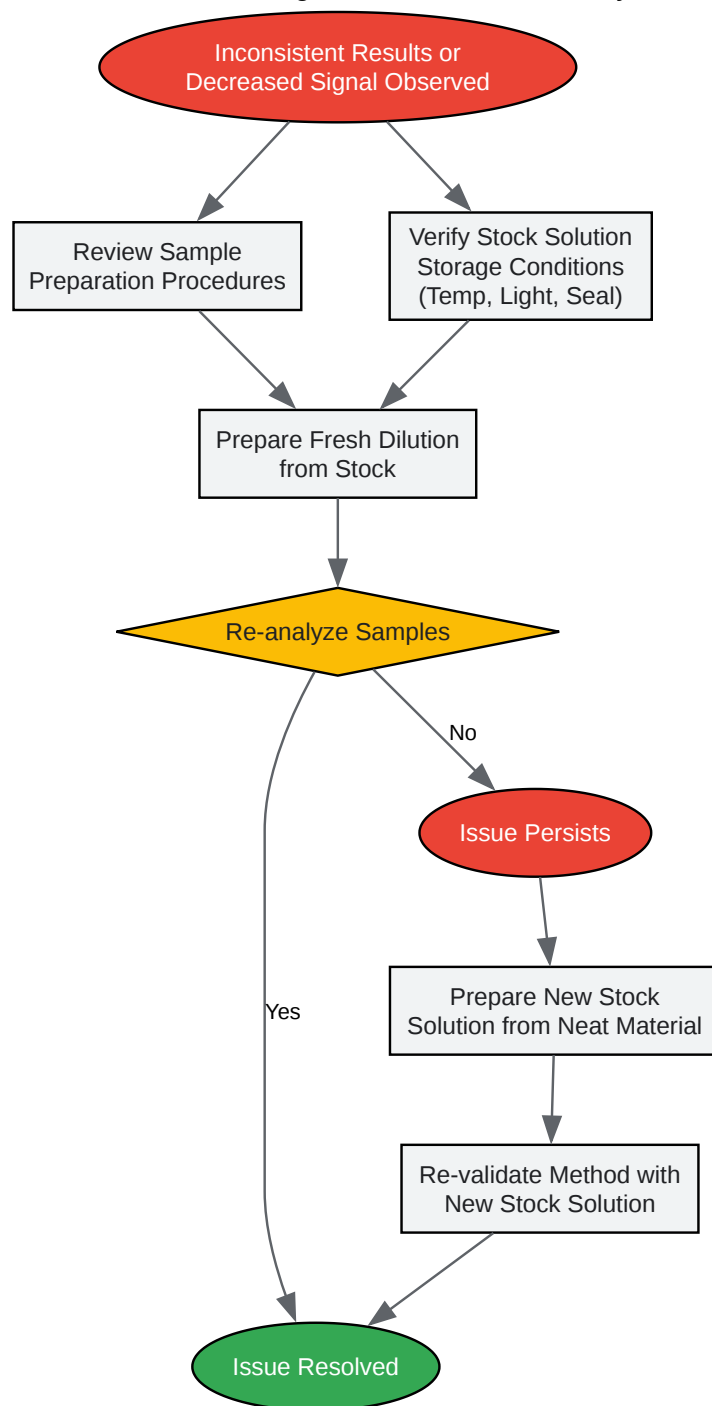 Inconsistent Results or
Decreased Signal Observed
Review Sample
Preparation Procedures
Verify Stock Solution
Storage Conditions
(Temp, Light, Seal)
Prepare Fresh Dilution
from Stock
Re-analyze Samples
No
Issue Persists
Prepare New Stock
Solution from Neat Material
Yes
Re-validate Method with
New Stock Solution
Issue Resolved